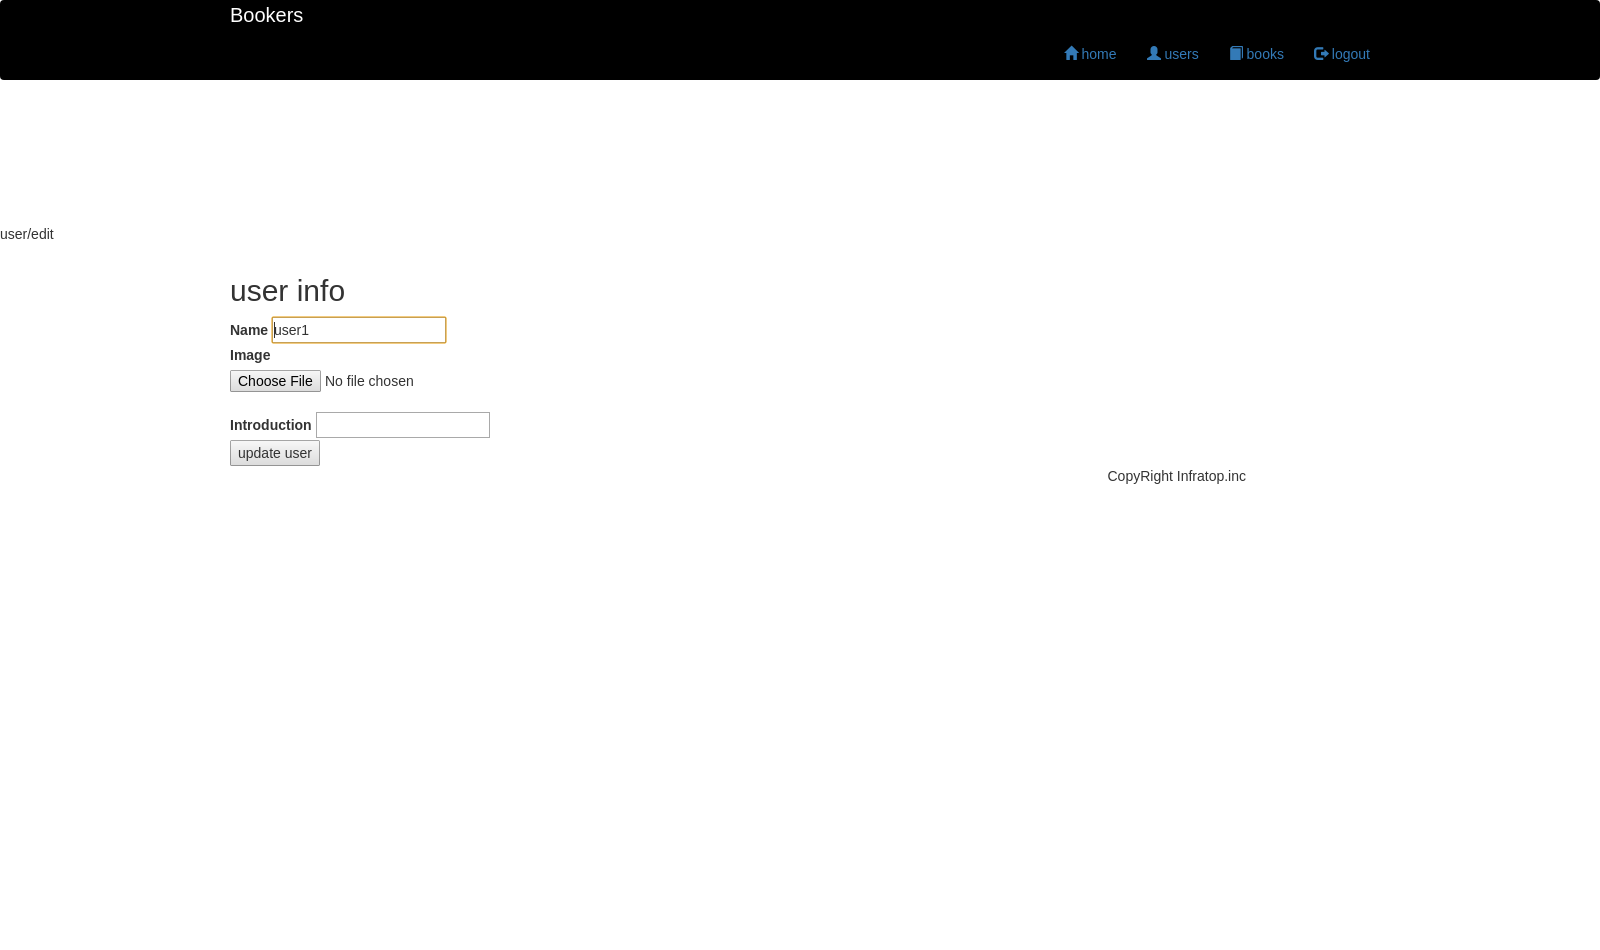 Bookers
home users books logout
user/edit
user info
Name user1
Image
Choose File No file chosen
Introduction
update user
CopyRight Infratop.inc